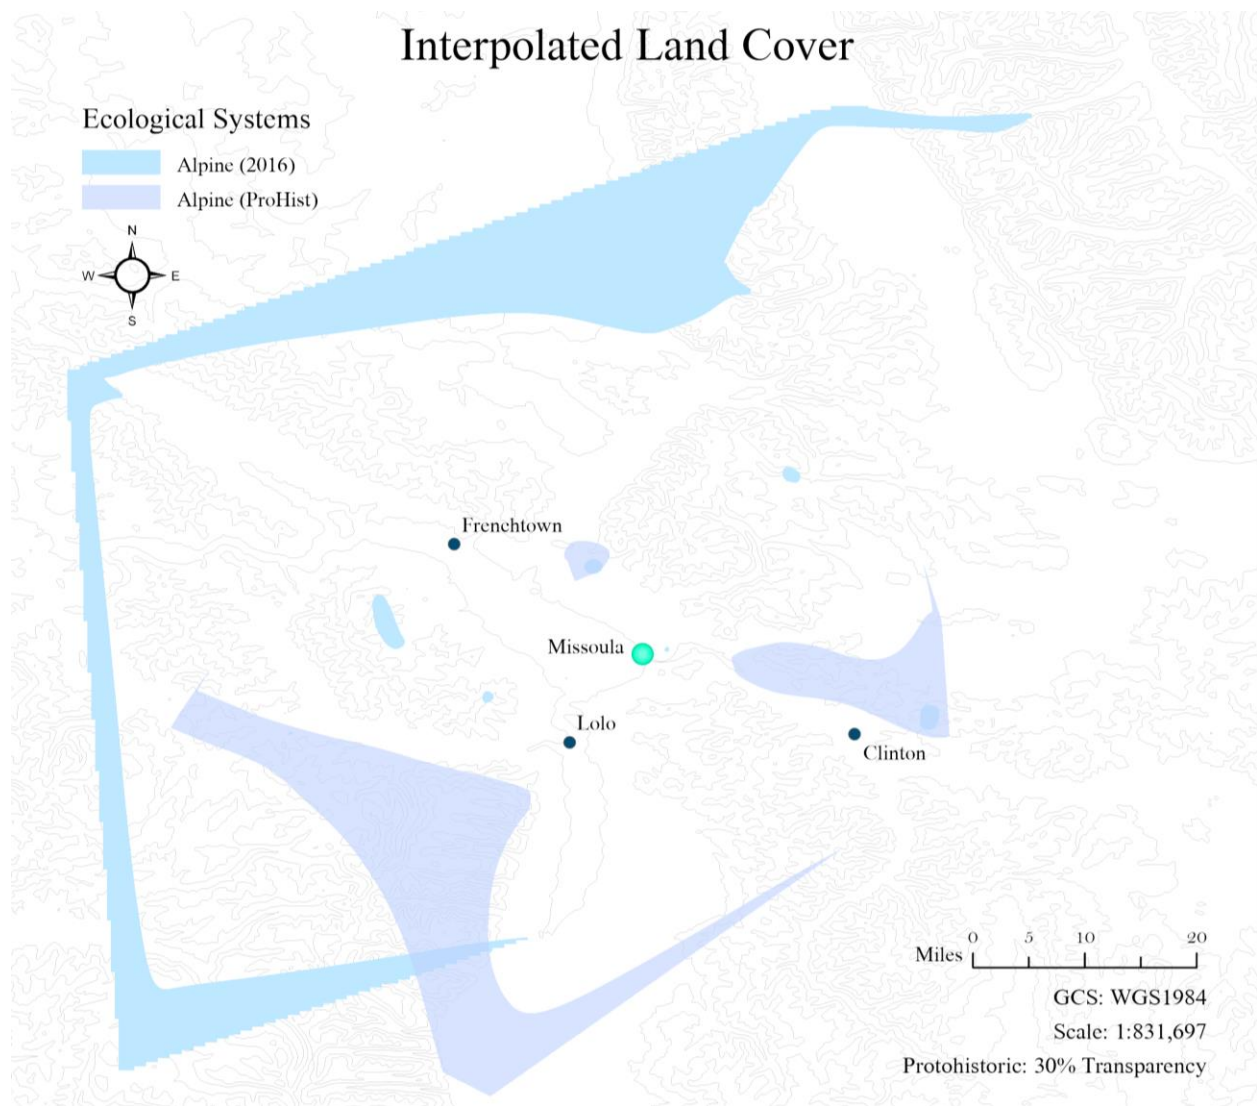 Interpolated Land Cover
Ecological Systems
Alpine (2016)
Alpine (ProHist)
N
W E
S
Frenchtown
Missoula
Lolo
Clinton
0 5 10 20
Miles
GCS: WGS1984
Scale: 1:831,697
Protohistoric: 30% Transparency